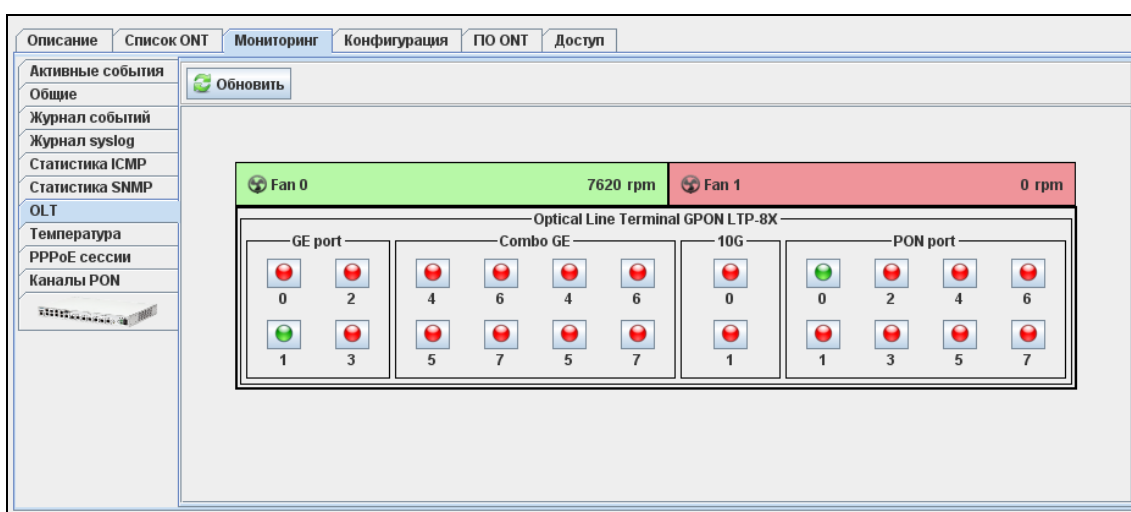 Описание Список ONT Мониторинг Конфигурация ПО ONT Доступ
Активные события
Общие
Журнал событий
Журнал syslog
Статистика ICMP
Статистика SNMP
OLT
Температура
PPPoE сессии
Каналы PON
Обновить
Fan 0 7620 rpm Fan 1 0 rpm
Optical Line Terminal GPON LTP-8X
GE port Combo GE 10G PON port
0 2 4 6 4 6 0 0 2 4 6
1 3 5 7 5 7 1 1 3 5 7